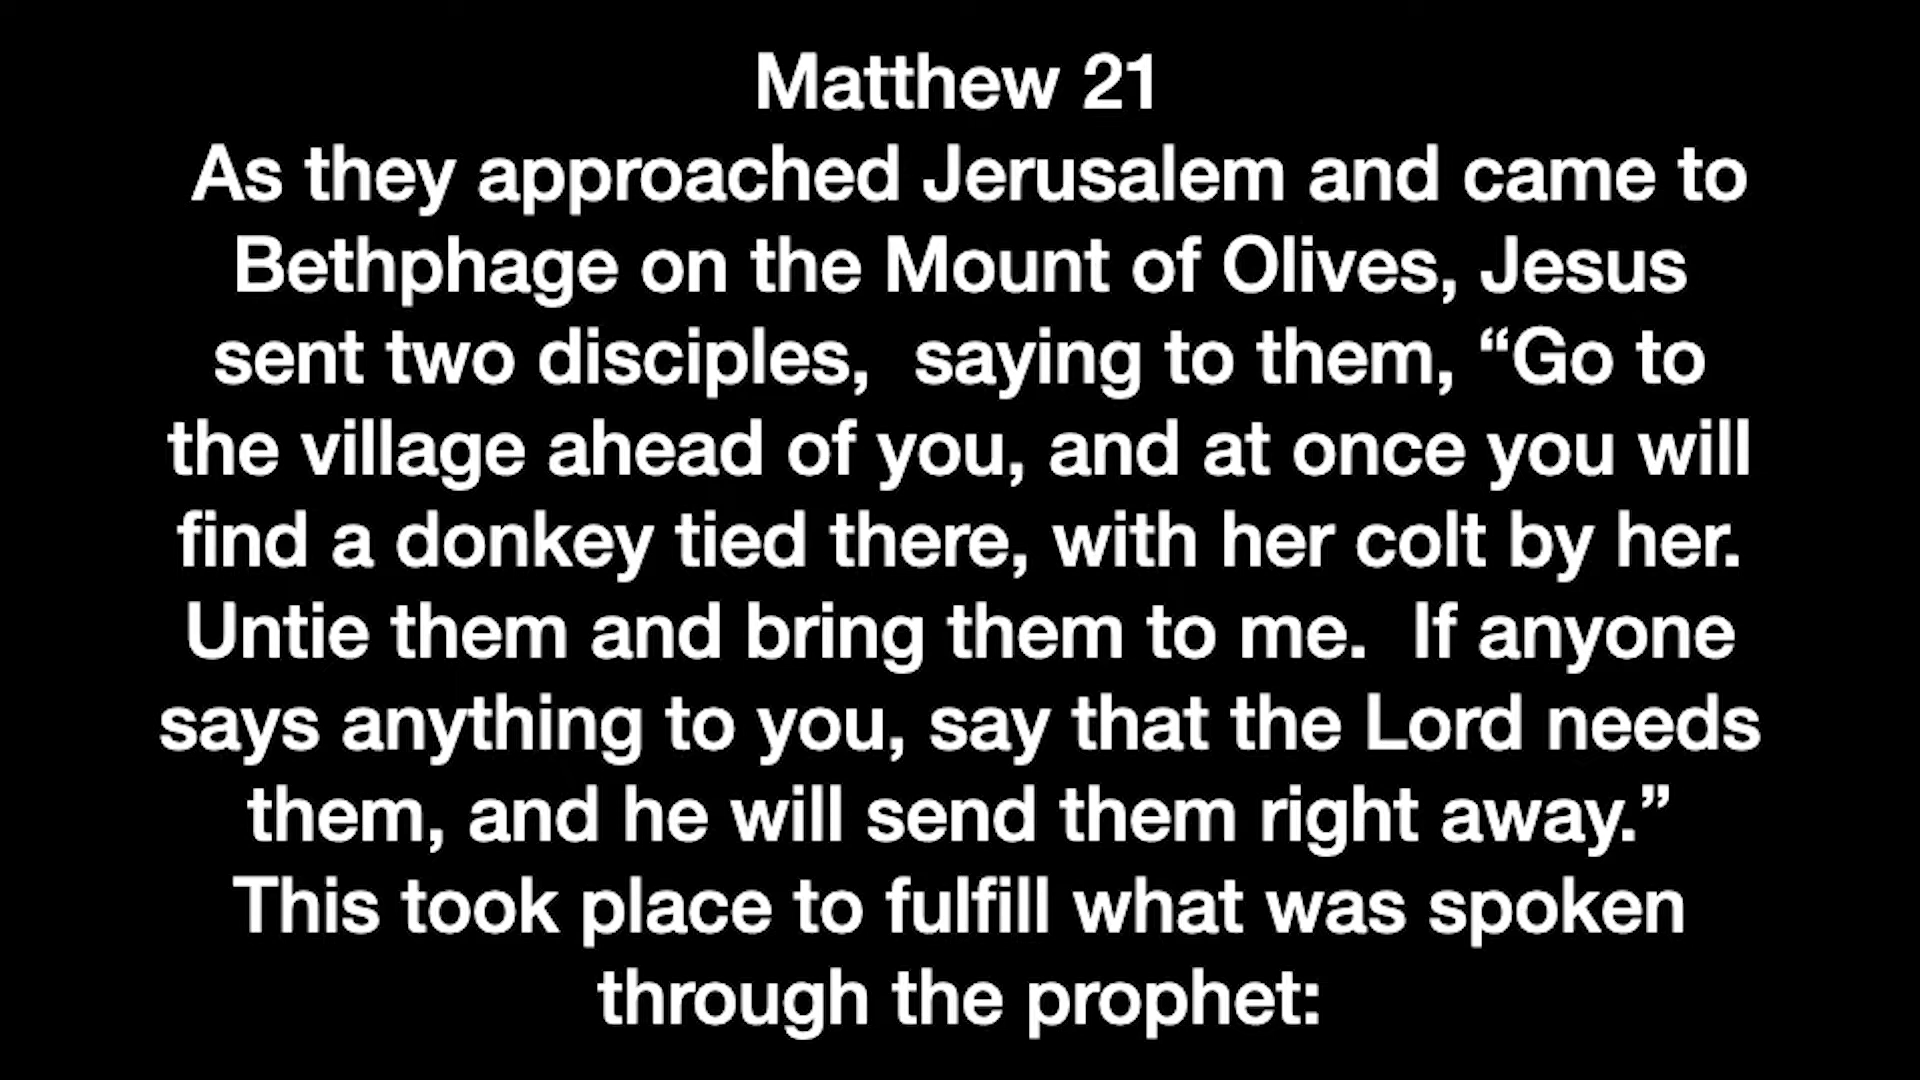 Matthew 21
As they approached Jerusalem and came to
Bethphage on the Mount of Olives, Jesus
sent two disciples,  saying to them, “Go to
the village ahead of you, and at once you will
find a donkey tied there, with her colt by her.
Untie them and bring them to me.  If anyone
says anything to you, say that the Lord needs
them, and he will send them right away.”
This took place to fulfill what was spoken
through the prophet: